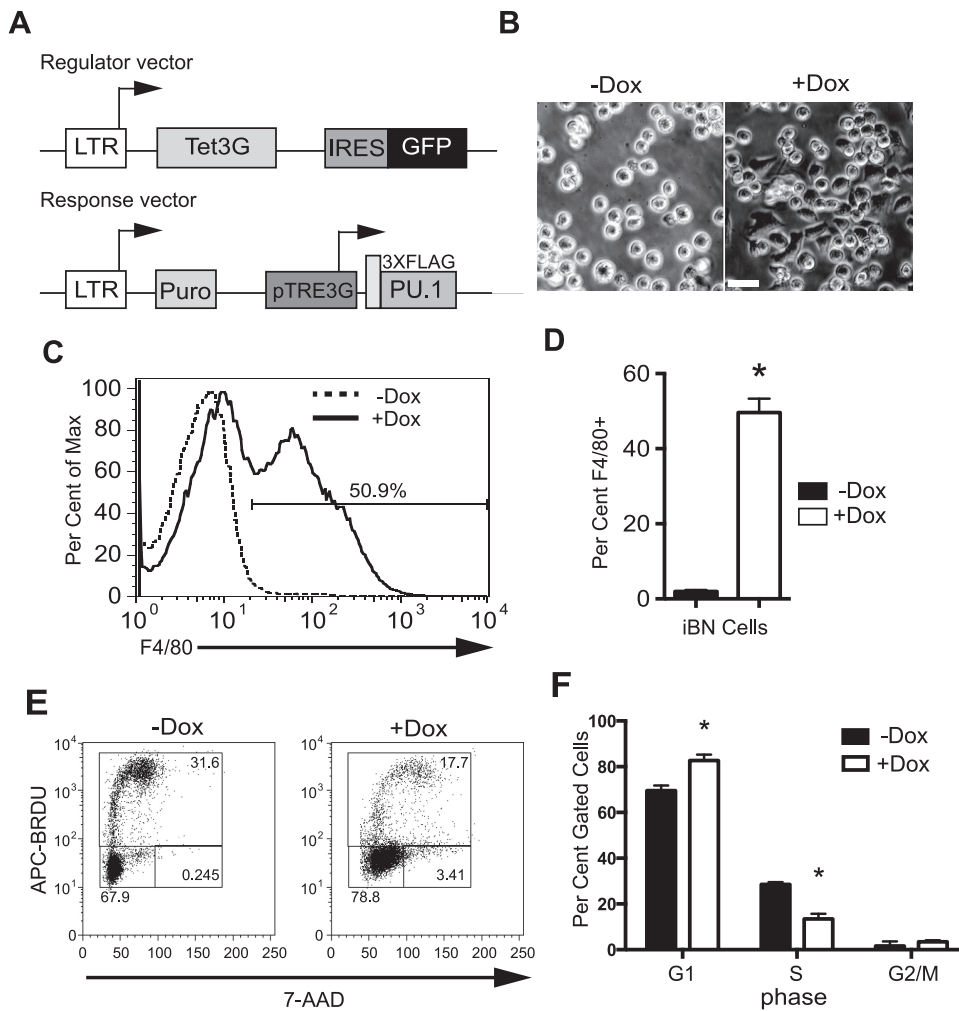 A
Regulator vector
LTR
Tet3G
IRES
GFP
Response vector
LTR
Puro
pTRE3G
3XFLAG
PU.1
B
-Dox
+Dox
C
Per Cent of Max
100
80
60
40
20
0
-Dox
+Dox
50.9%
10^0
10^1
10^2
10^3
10^4
F4/80
D
Per Cent F4/80+
60
40
20
0
*
-Dox
+Dox
iBN Cells
E
-Dox
+Dox
APC-BRDU
10^4
10^3
10^2
10^1
0
31.6
0.245
67.9
0 50 100 150 200 250
10^4
10^3
10^2
10^1
0
17.7
3.41
78.8
0 50 100 150 200 250
7-AAD
F
Per Cent Gated Cells
100
80
60
40
20
0
*
*
-Dox
+Dox
G1 S G2/M
phase